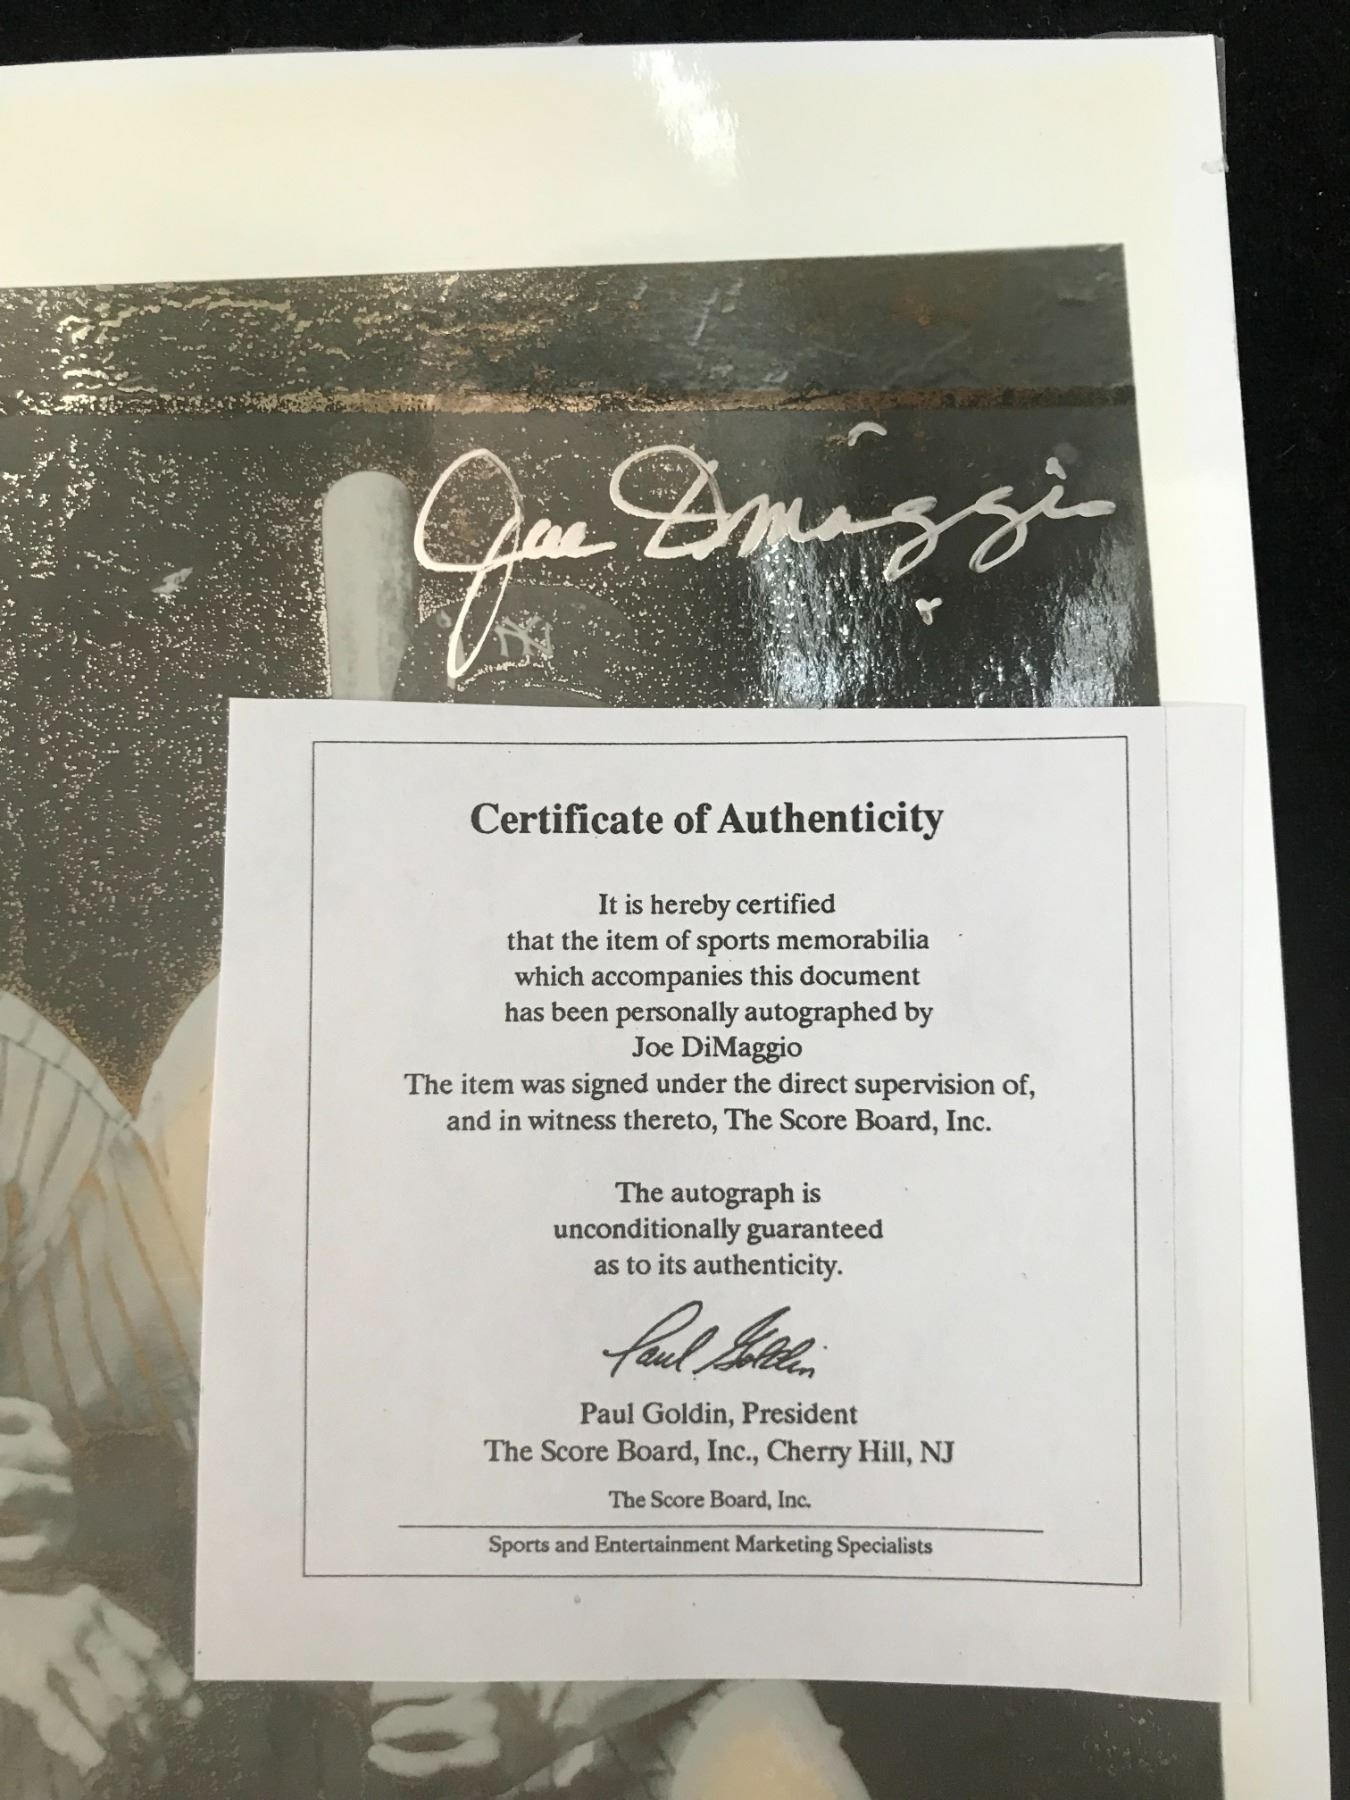 Joe DiMaggio
NY
Certificate of Authenticity
It is hereby certified
that the item of sports memorabilia
which accompanies this document
has been personally autographed by
Joe DiMaggio
The item was signed under the direct supervision of,
and in witness thereto, The Score Board, Inc.
The autograph is
unconditionally guaranteed
as to its authenticity.
Paul Goldin
Paul Goldin, President
The Score Board, Inc., Cherry Hill, NJ
The Score Board, Inc.
Sports and Entertainment Marketing Specialists